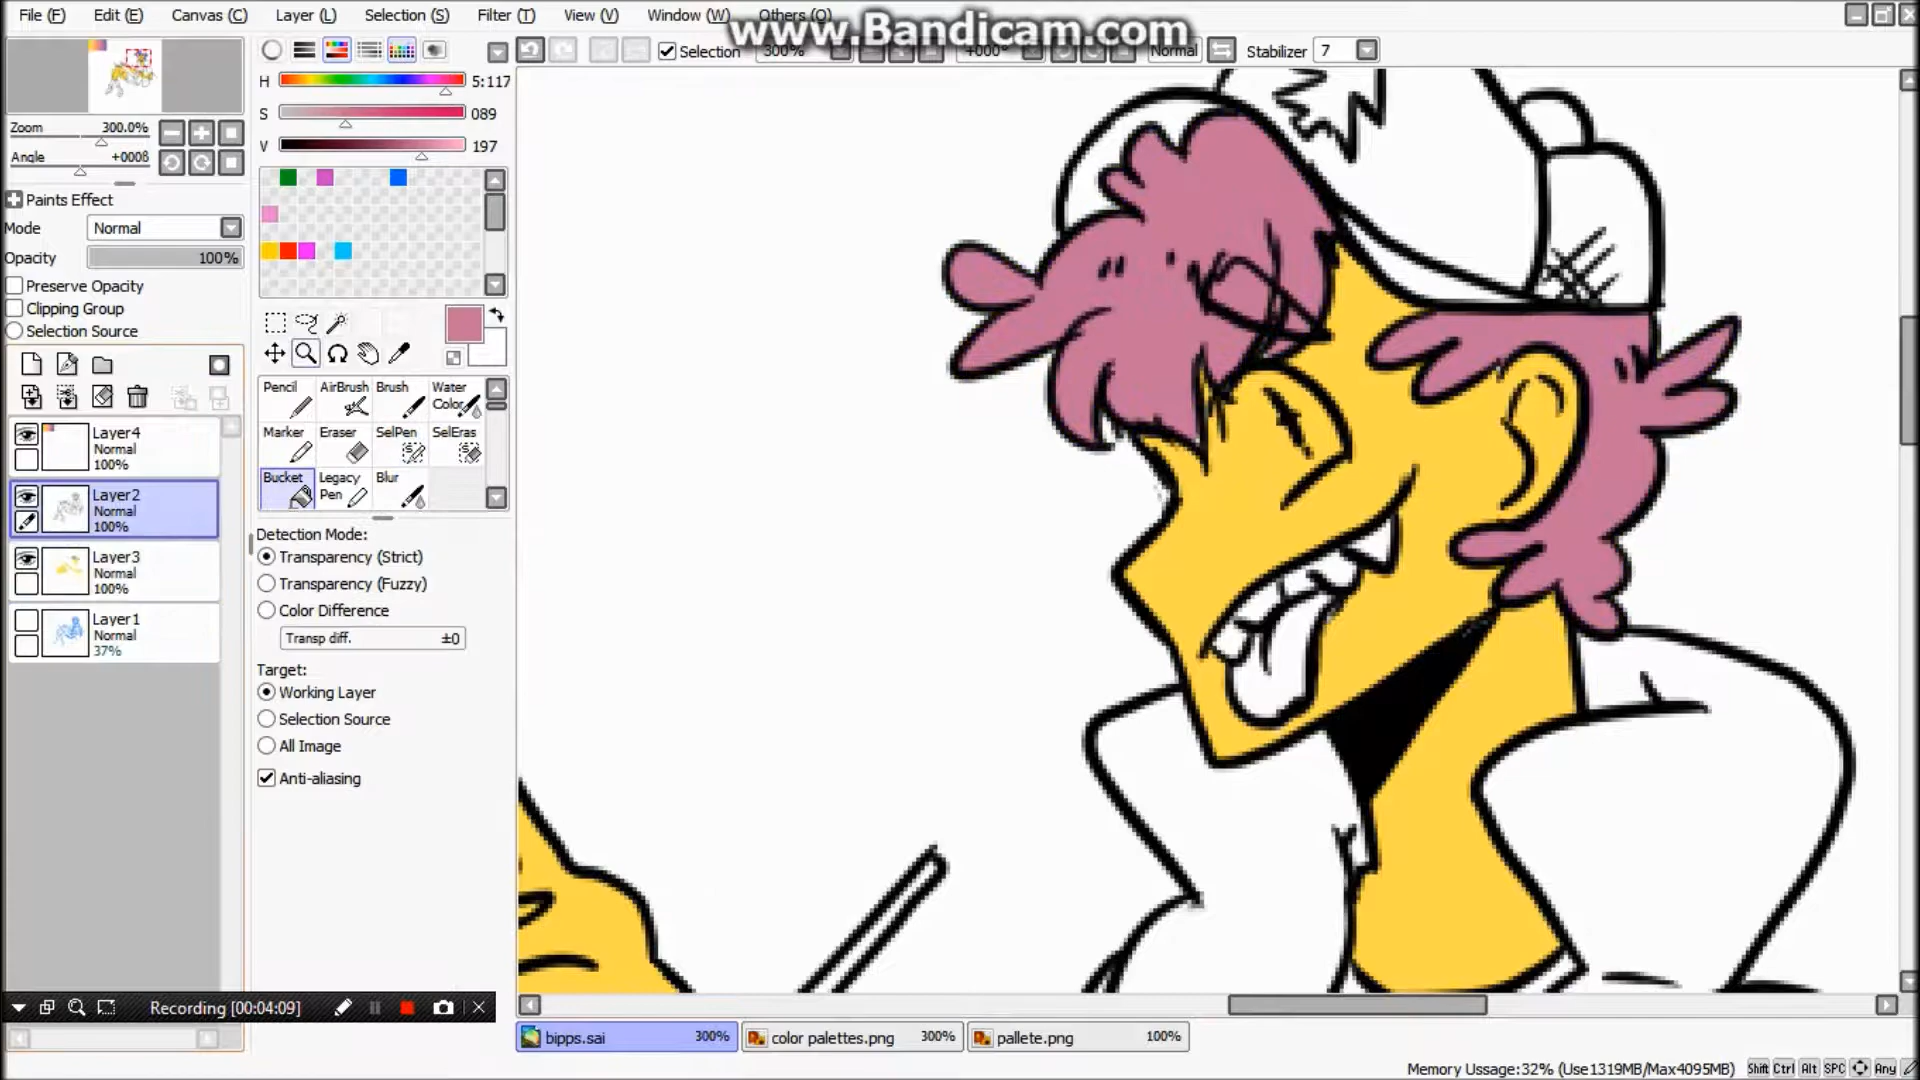 File (F) Edit (E) Canvas (C) Layer (L) Selection (S) Filter (T) View (V) Window (W) Others (O)
www.Bandicam.com
Selection 300% +000° Normal Stabilizer 7
H 5:117
S 089
V 197
Zoom 300.0%
Angle +0008
Paints Effect
Mode Normal
Opacity 100%
Preserve Opacity
Clipping Group
Selection Source
Layer4
Normal
100%
Layer2
Normal
100%
Layer3
Normal
100%
Layer1
Normal
37%
Pencil AirBrush Brush Water Color
Marker Eraser SelPen SelEras
Bucket Legacy Pen Blur
Detection Mode:
Transparency (Strict)
Transparency (Fuzzy)
Color Difference
Transp diff. ±0
Target:
Working Layer
Selection Source
All Image
Anti-aliasing
Recording [00:04:09]
bipps.sai 300% color palettes.png 300% pallete.png 100%
Memory Ussage:32% (Use1319MB/Max4095MB) Shift Ctrl Alt SPC Any